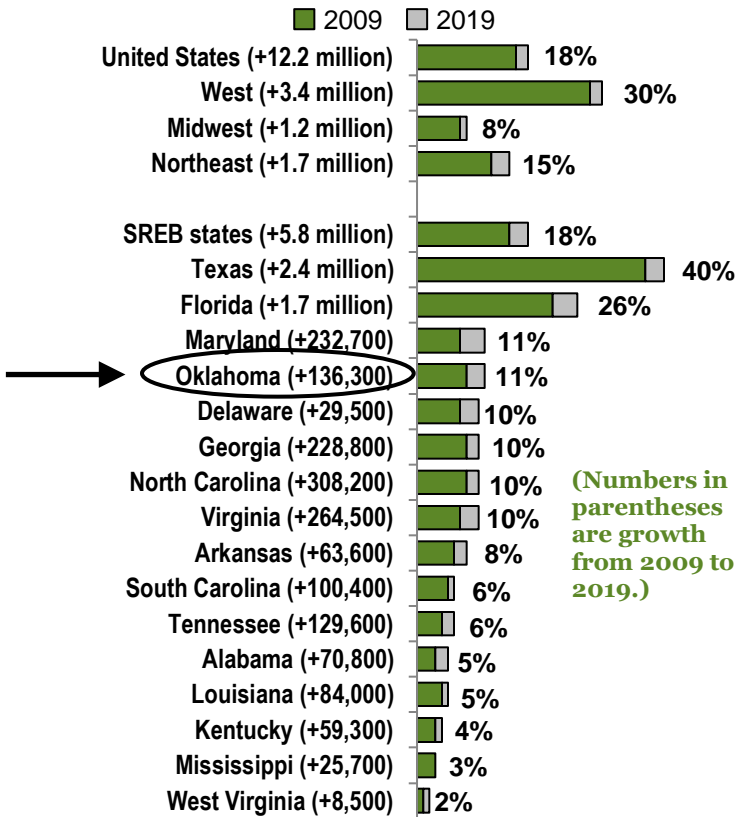 2009 2019
United States (+12.2 million) 18%
West (+3.4 million) 30%
Midwest (+1.2 million) 8%
Northeast (+1.7 million) 15%
SREB states (+5.8 million) 18%
Texas (+2.4 million) 40%
Florida (+1.7 million) 26%
Maryland (+232,700) 11%
Oklahoma (+136,300) 11%
Delaware (+29,500) 10%
Georgia (+228,800) 10%
North Carolina (+308,200) 10%
Virginia (+264,500) 10%
Arkansas (+63,600) 8%
South Carolina (+100,400) 6%
Tennessee (+129,600) 6%
Alabama (+70,800) 5%
Louisiana (+84,000) 5%
Kentucky (+59,300) 4%
Mississippi (+25,700) 3%
West Virginia (+8,500) 2%
(Numbers in
parentheses
are growth
from 2009 to
2019.)